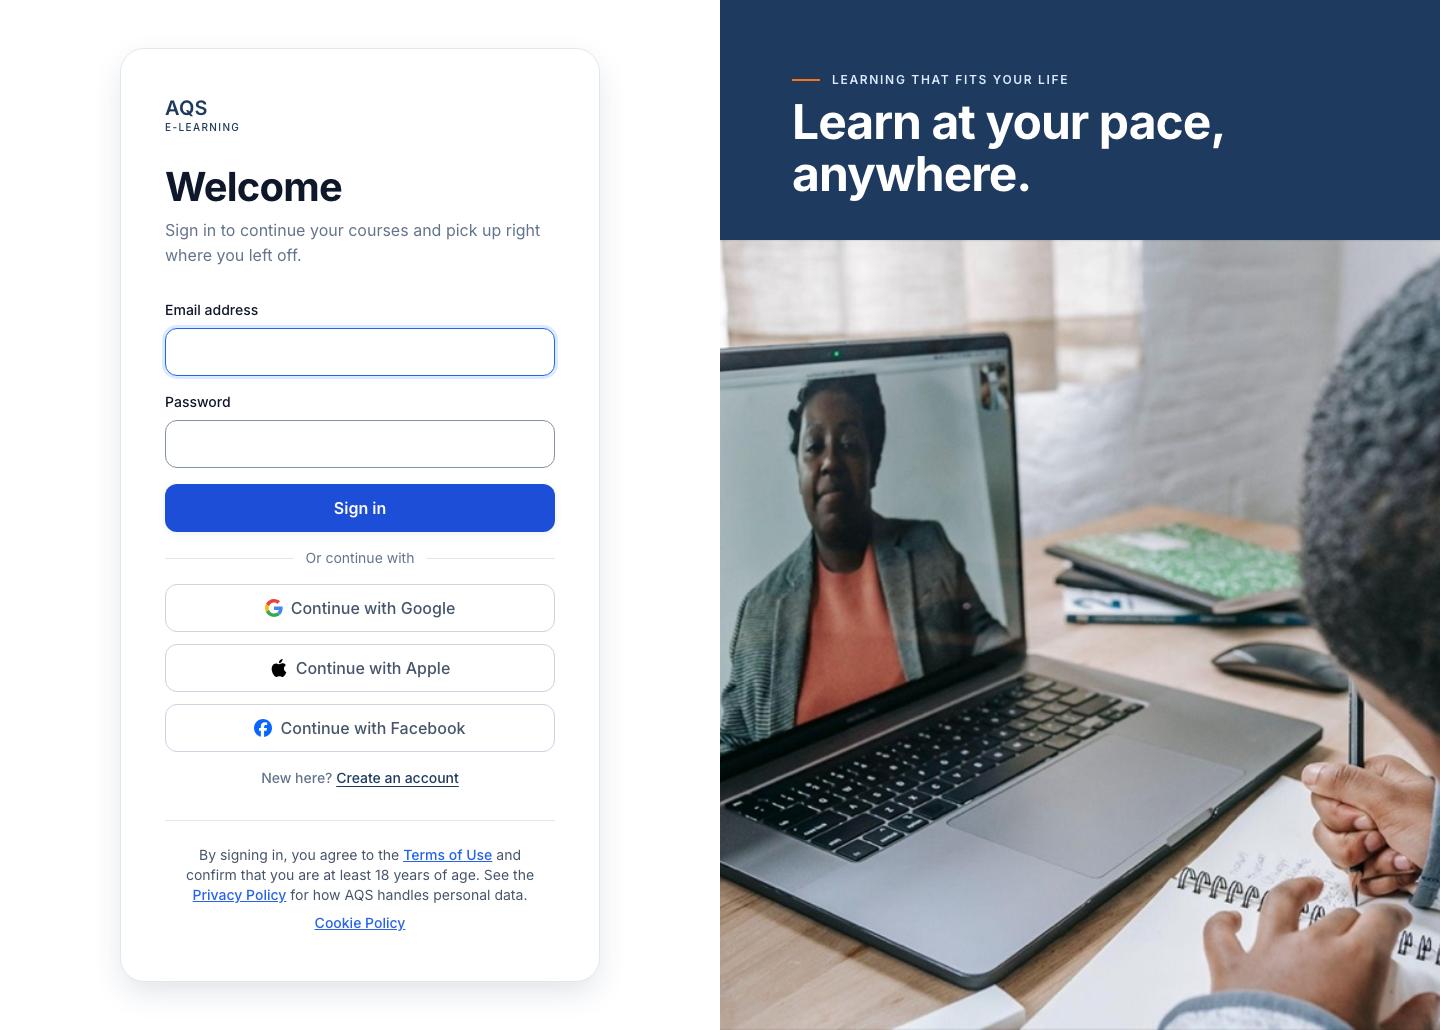 AQS
E-LEARNING
Welcome
Sign in to continue your courses and pick up right
where you left off.
Email address
Password
Sign in
Or continue with
Continue with Google
Continue with Apple
Continue with Facebook
New here? Create an account
By signing in, you agree to the Terms of Use and
confirm that you are at least 18 years of age. See the
Privacy Policy for how AQS handles personal data.
Cookie Policy
LEARNING THAT FITS YOUR LIFE
Learn at your pace,
anywhere.